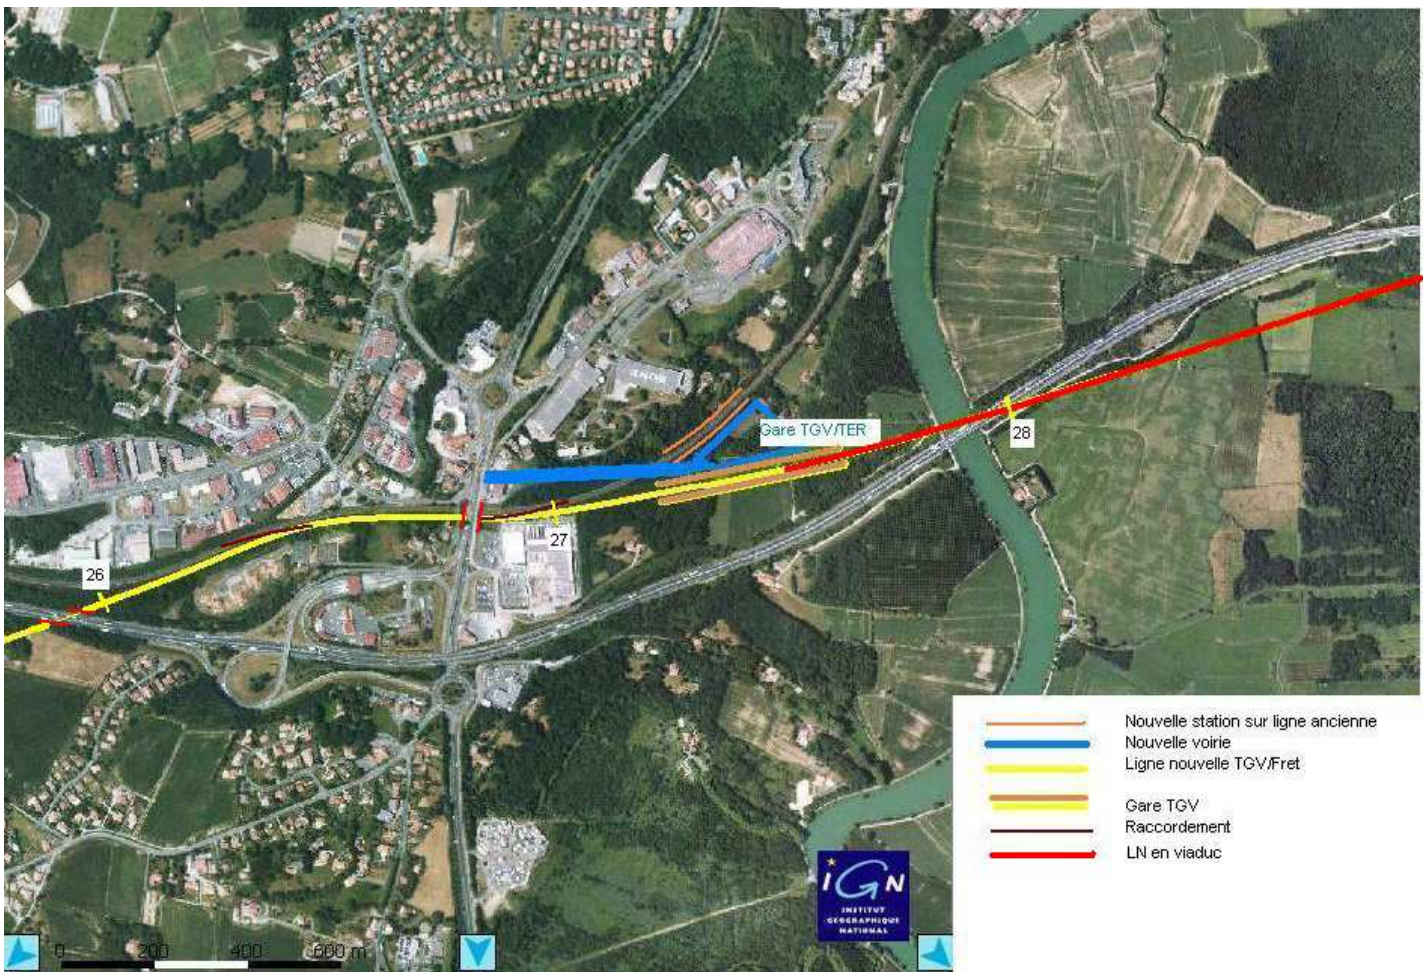 Gare TGV/TER
28
27
26
Nouvelle station sur ligne ancienne
Nouvelle voirie
Ligne nouvelle TGV/Fret
Gare TGV
Raccordement
LN en viaduc
IGN
INSTITUT
GEOGRAPHIQUE
NATIONAL
0 200 400 600 m